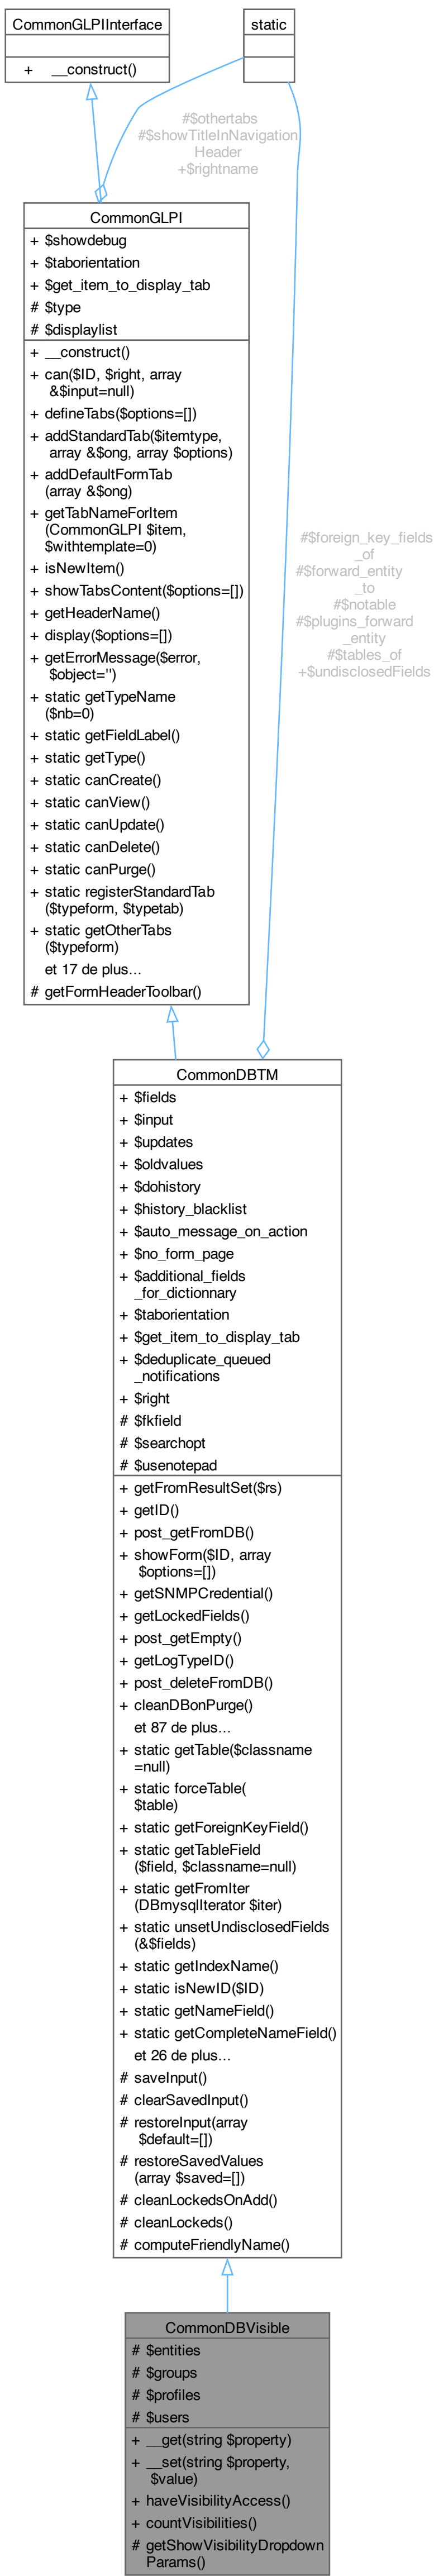 CommonGLPIInterface
+ __construct()
static
#$othertabs
#$showTitleInNavigation
Header
+$rightname
CommonGLPI
+ $showdebug
+ $taborientation
+ $get_item_to_display_tab
# $type
# $displaylist
+ __construct()
+ can($ID, $right, array
&$input=null)
+ defineTabs($options=[])
+ addStandardTab($itemtype,
array &$ong, array $options)
+ addDefaultFormTab
(array &$ong)
+ getTabNameForItem
(CommonGLPI $item,
$withtemplate=0)
+ isNewItem()
+ showTabsContent($options=[])
+ getHeaderName()
+ display($options=[])
+ getErrorMessage($error,
$object='')
+ static getTypeName
($nb=0)
+ static getFieldLabel()
+ static getType()
+ static canCreate()
+ static canView()
+ static canUpdate()
+ static canDelete()
+ static canPurge()
+ static registerStandardTab
($typeform, $typetab)
+ static getOtherTabs
($typeform)
et 17 de plus...
# getFormHeaderToolbar()
#$foreign_key_fields
_of
#$forward_entity
_to
#$notable
#$plugins_forward
_entity
#$tables_of
+$undisclosedFields
CommonDBTM
+ $fields
+ $input
+ $updates
+ $oldvalues
+ $dohistory
+ $history_blacklist
+ $auto_message_on_action
+ $no_form_page
+ $additional_fields
_for_dictionnary
+ $taborientation
+ $get_item_to_display_tab
+ $deduplicate_queued
_notifications
+ $right
# $fkfield
# $searchopt
# $usenotepad
+ getFromResultSet($rs)
+ getID()
+ post_getFromDB()
+ showForm($ID, array
$options=[])
+ getSNMPCredential()
+ getLockedFields()
+ post_getEmpty()
+ getLogTypeID()
+ post_deleteFromDB()
+ cleanDBonPurge()
et 87 de plus...
+ static getTable($classname
=null)
+ static forceTable(
$table)
+ static getForeignKeyField()
+ static getTableField
($field, $classname=null)
+ static getFromIter
(DBmysqlIterator $iter)
+ static unsetUndisclosedFields
(&$fields)
+ static getIndexName()
+ static isNewID($ID)
+ static getNameField()
+ static getCompleteNameField()
et 26 de plus...
# saveInput()
# clearSavedInput()
# restoreInput(array
$default=[])
# restoreSavedValues
(array $saved=[])
# cleanLockedsOnAdd()
# cleanLockeds()
# computeFriendlyName()
CommonDBVisible
# $entities
# $groups
# $profiles
# $users
+ __get(string $property)
+ __set(string $property,
$value)
+ haveVisibilityAccess()
+ countVisibilities()
# getShowVisibilityDropdown
Params()